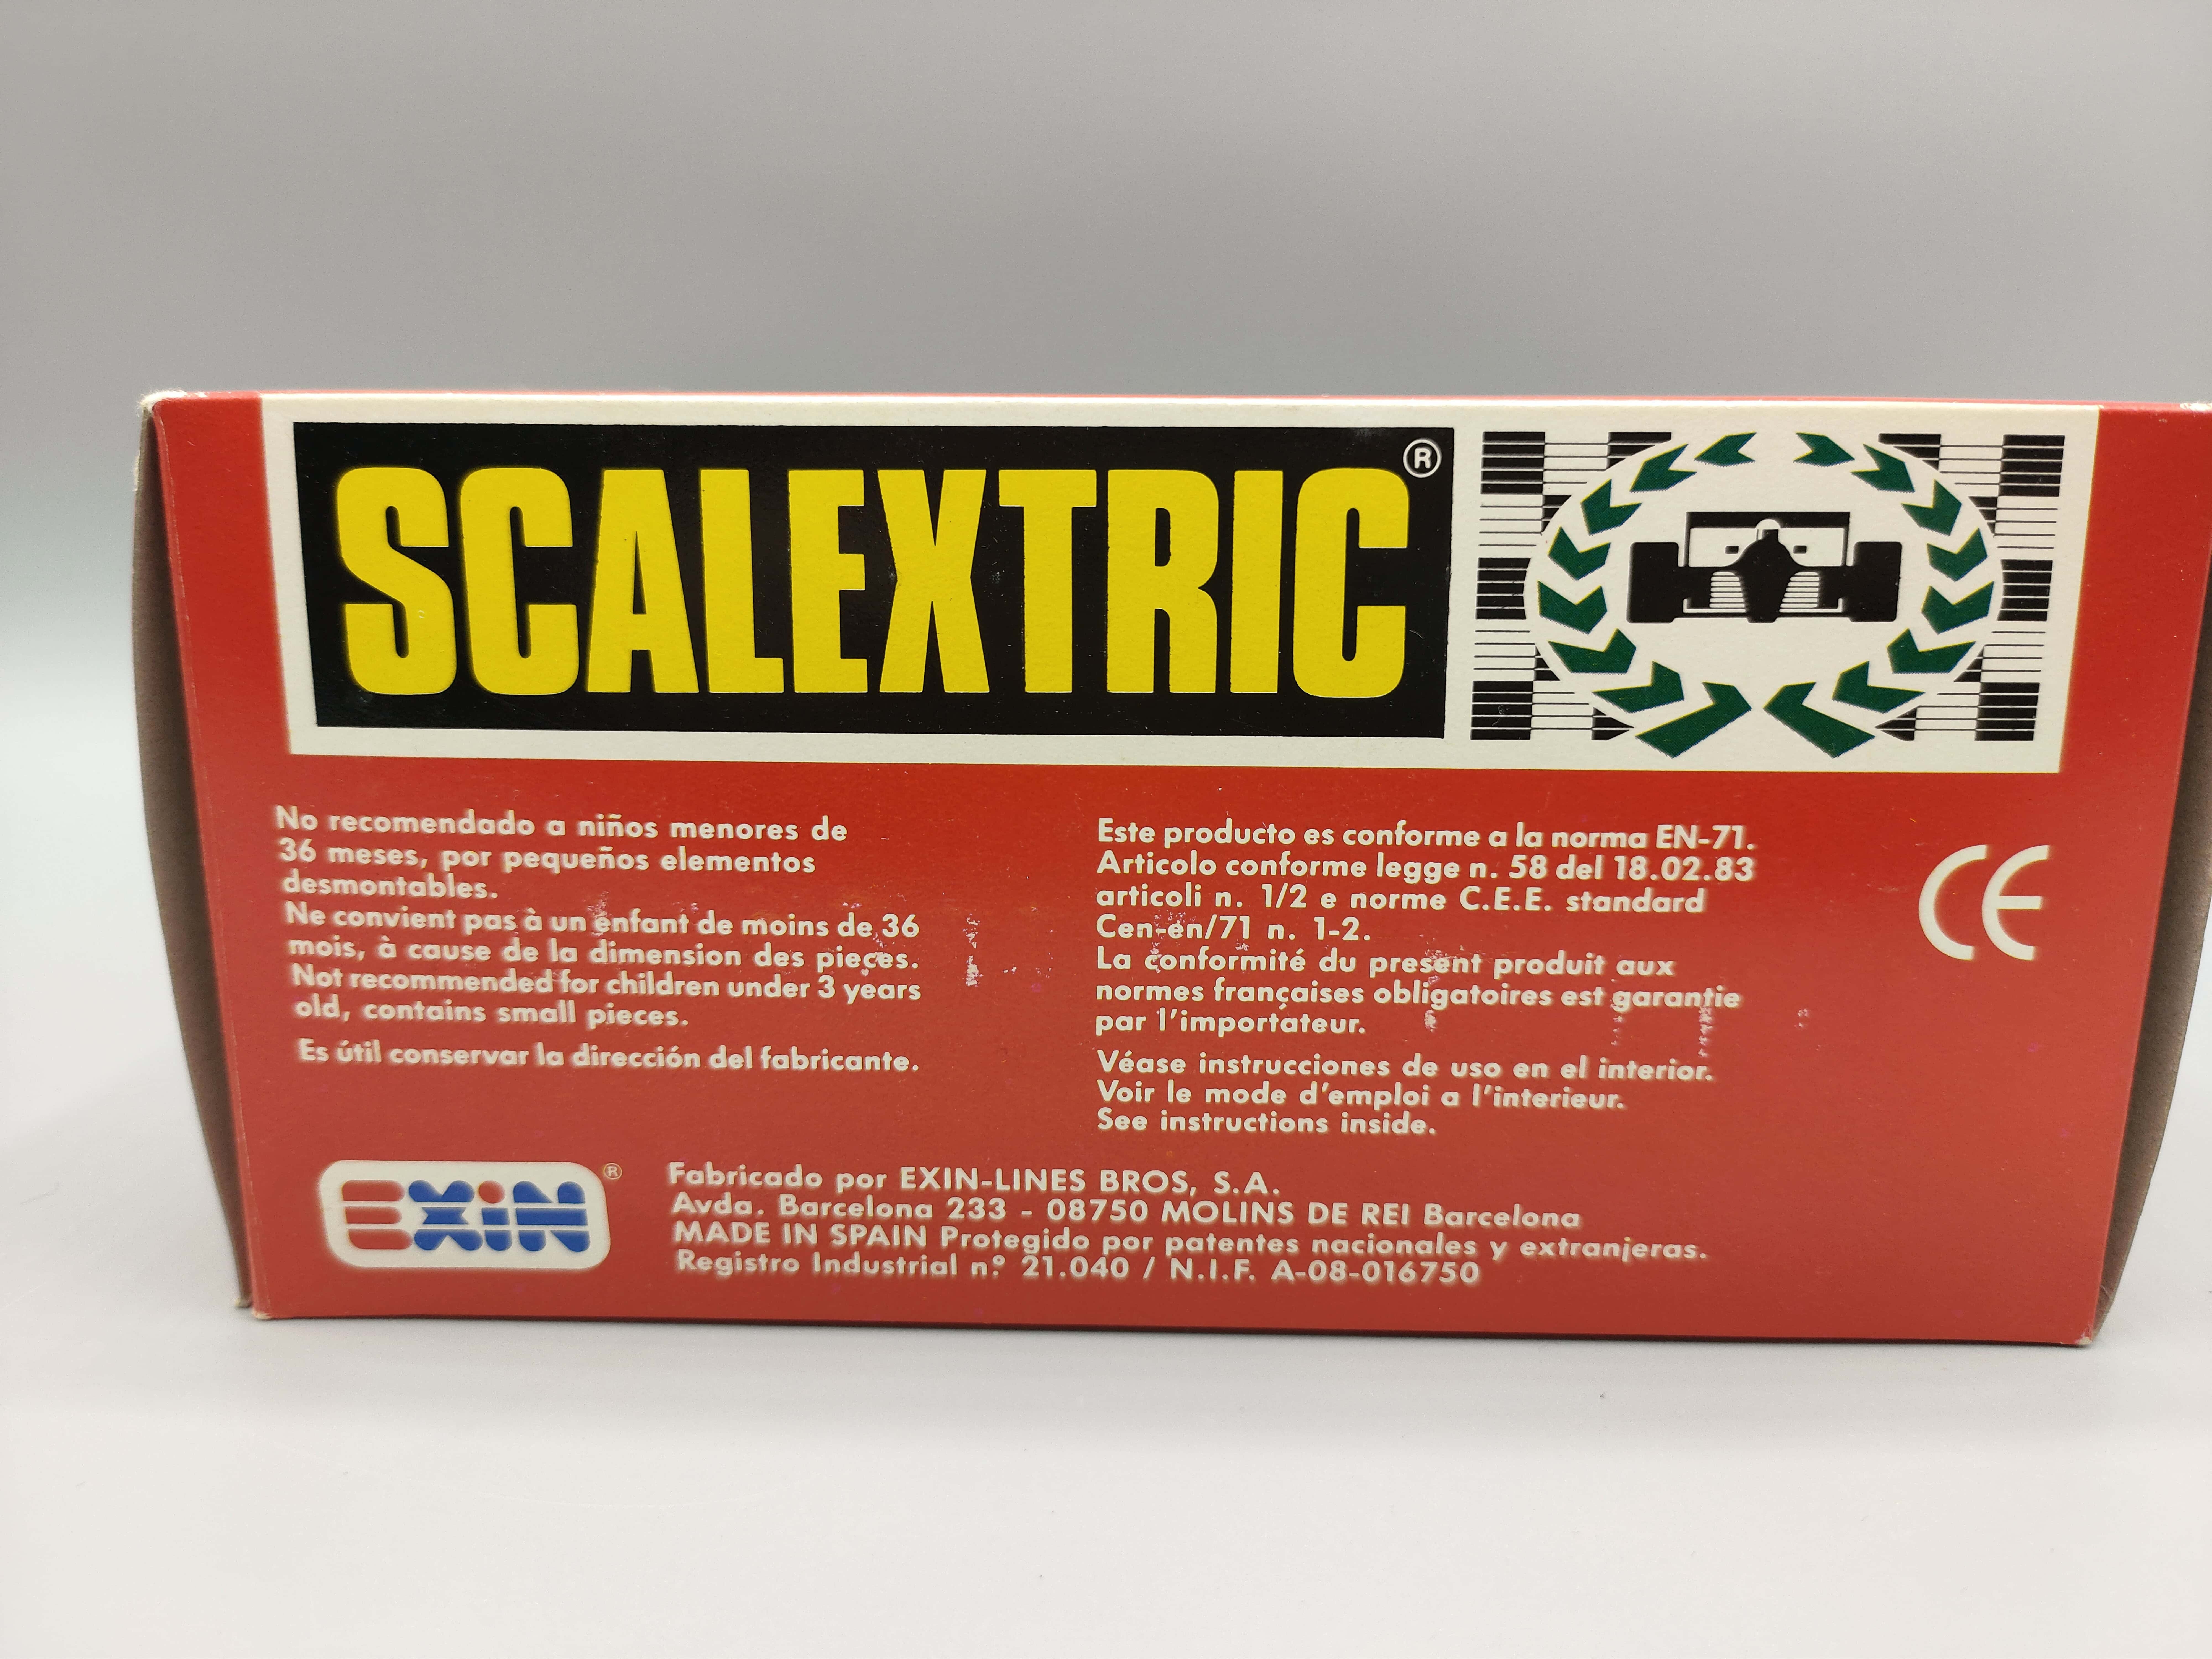 SCALEXTRIC ®
No recomendado a niños menores de
36 meses, por pequeños elementos
desmontables.
Ne convient pas à un enfant de moins de 36
mois, à cause de la dimension des pieces.
Not recommended for children under 3 years
old, contains small pieces.
Es útil conservar la dirección del fabricante.
Este producto es conforme a la norma EN-71.
Articolo conforme legge n. 58 del 18.02.83
articoli n. 1/2 e norme C.E.E. standard
Cen-en/71 n. 1-2.
La conformité du present produit aux
normes françaises obligatoires est garantie
par l'importateur.
Véase instrucciones de uso en el interior.
Voir le mode d'emploi a l'interieur.
See instructions inside.
CE
EXIN ®
Fabricado por EXIN-LINES BROS, S.A.
Avda. Barcelona 233 - 08750 MOLINS DE REI Barcelona
MADE IN SPAIN Protegido por patentes nacionales y extranjeras.
Registro Industrial n.º 21.040 / N.I.F. A-08-016750